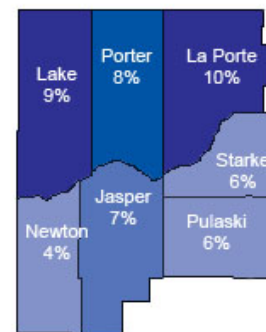 Lake
9%
Porter
8%
La Porte
10%
Starke
6%
Jasper
7%
Newton
4%
Pulaski
6%